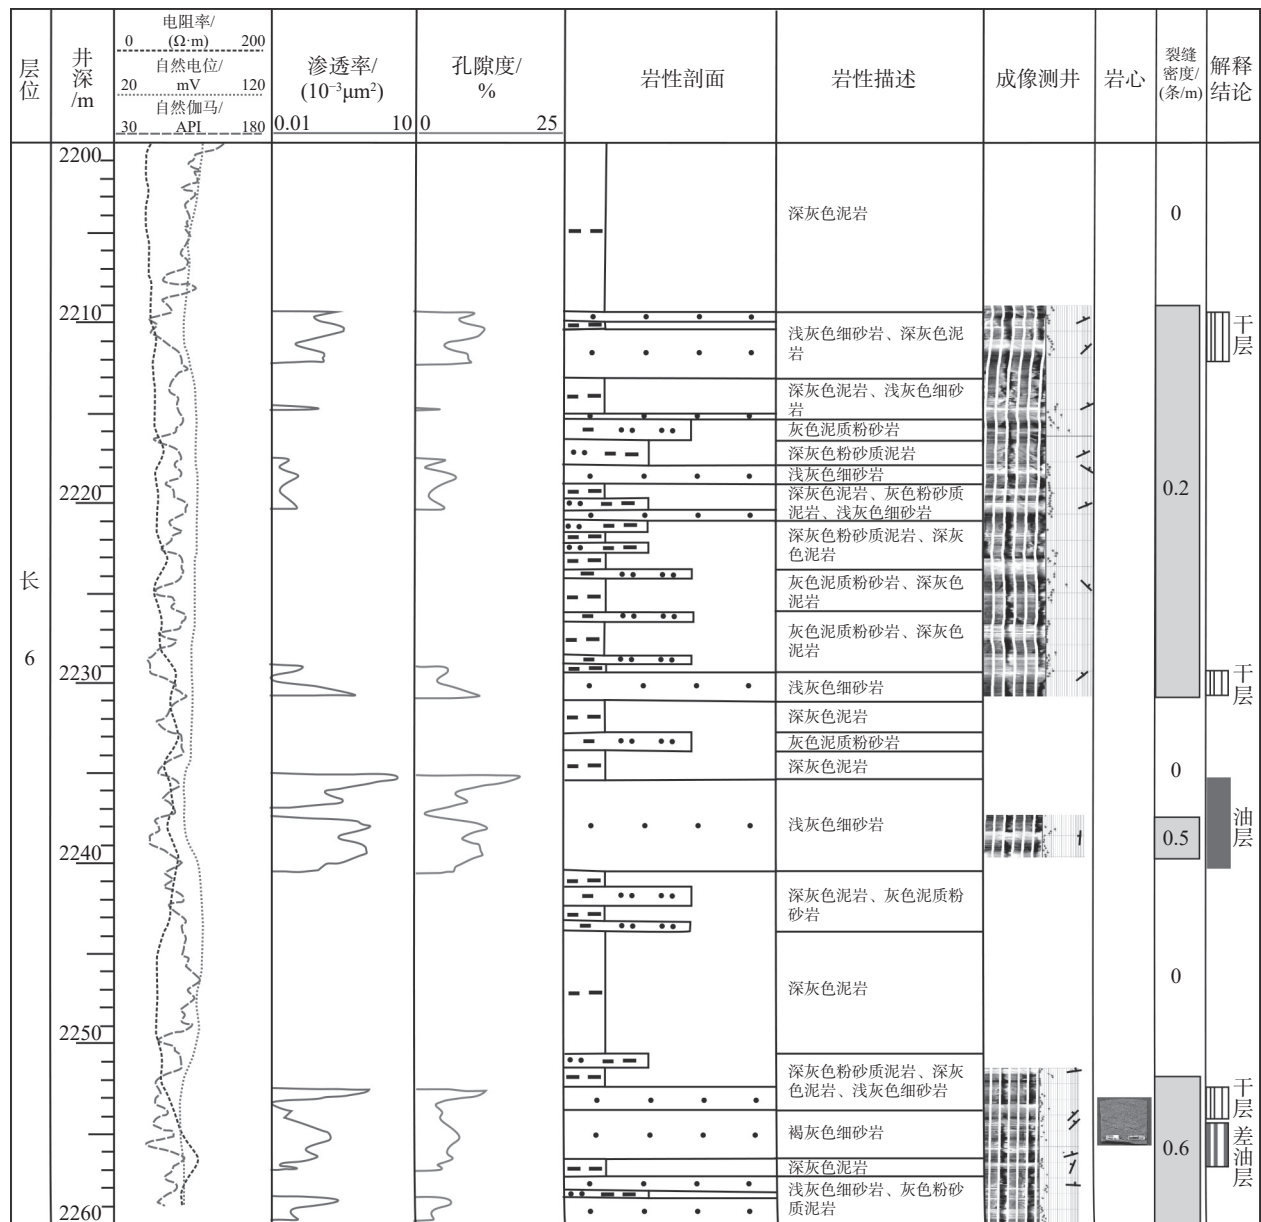 层位
井深/m
电阻率/
0 (Ω·m) 200
自然电位/
20 mV 120
自然伽马/
30 API 180
渗透率/
(10⁻³μm²)
0.01 10
孔隙度/
%
0 25
岩性剖面
岩性描述
成像测井
岩心
裂缝
密度/
(条/m)
解释
结论
长
6
2200
2210
2220
2230
2240
2250
2260
深灰色泥岩
浅灰色细砂岩、深灰色泥
岩
深灰色泥岩、浅灰色细砂
岩
灰色泥质粉砂岩
深灰色粉砂质泥岩
浅灰色细砂岩
深灰色泥岩、灰色粉砂质
泥岩、浅灰色细砂岩
深灰色粉砂质泥岩、深灰
色泥岩
灰色泥质粉砂岩、深灰色
泥岩
灰色泥质粉砂岩、深灰色
泥岩
浅灰色细砂岩
深灰色泥岩
灰色泥质粉砂岩
深灰色泥岩
浅灰色细砂岩
深灰色泥岩、灰色泥质粉
砂岩
深灰色泥岩
深灰色粉砂质泥岩、深灰
色泥岩、浅灰色细砂岩
褐灰色细砂岩
深灰色泥岩
浅灰色细砂岩、灰色粉砂
质泥岩
0
0.2
0
0.5
0
0.6
干层
干层
油层
干层
差油层